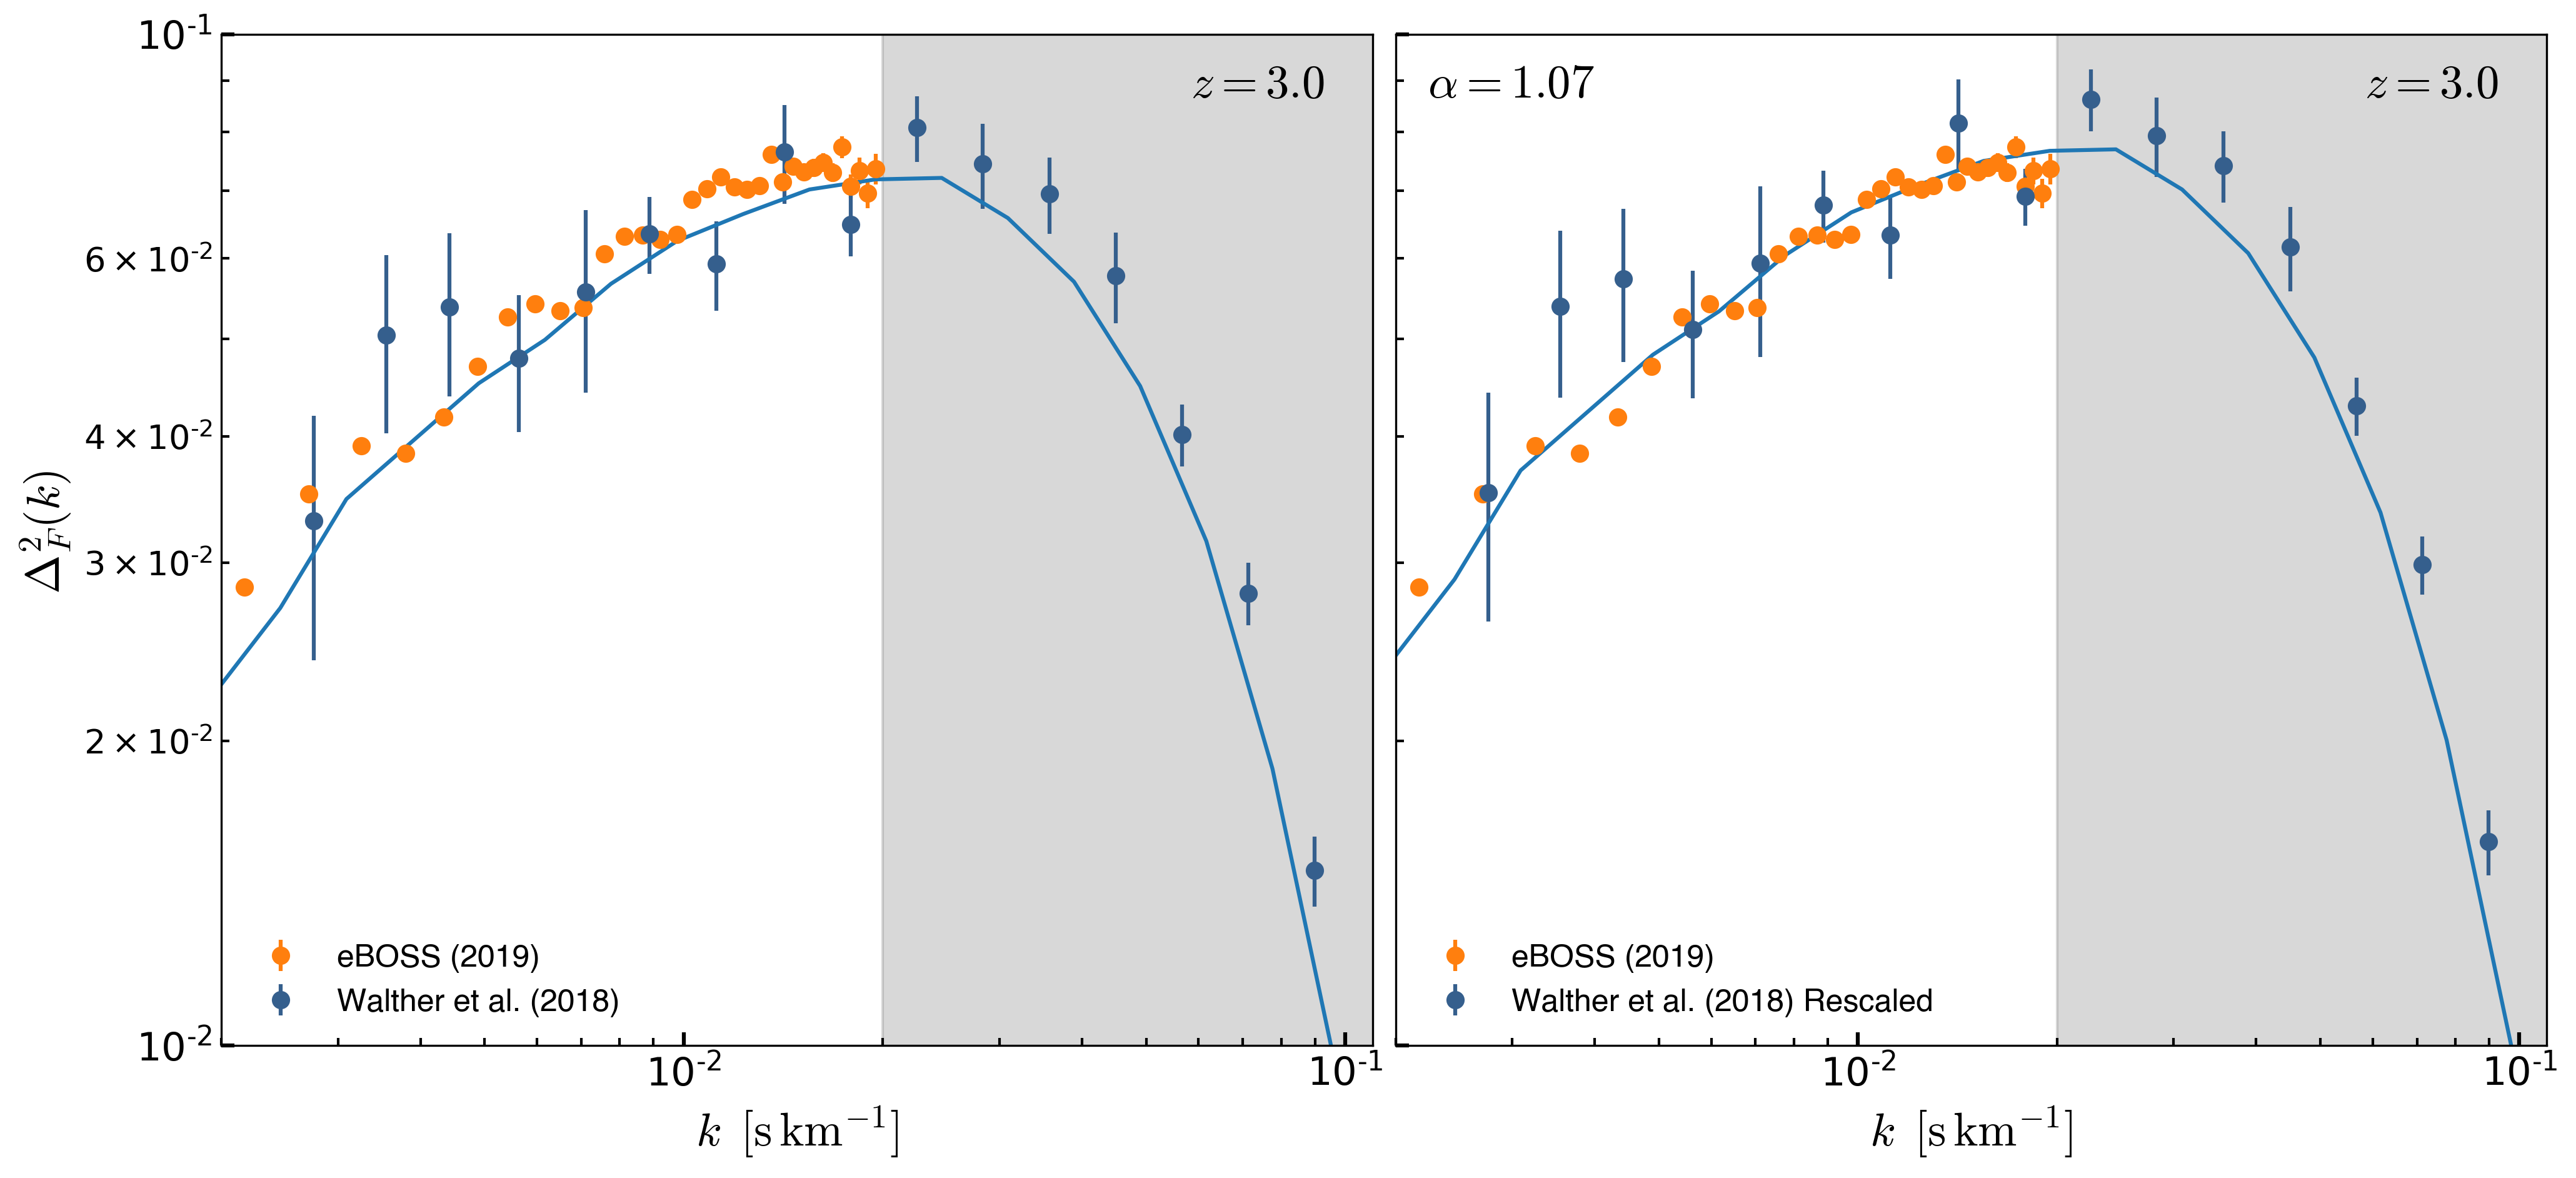 10⁻¹
6 × 10⁻²
4 × 10⁻²
3 × 10⁻²
2 × 10⁻²
10⁻²
Δ²_F(k)
z = 3.0
eBOSS (2019)
Walther et al. (2018)
10⁻² 10⁻¹
k [s km⁻¹]
α = 1.07
z = 3.0
eBOSS (2019)
Walther et al. (2018) Rescaled
10⁻² 10⁻¹
k [s km⁻¹]